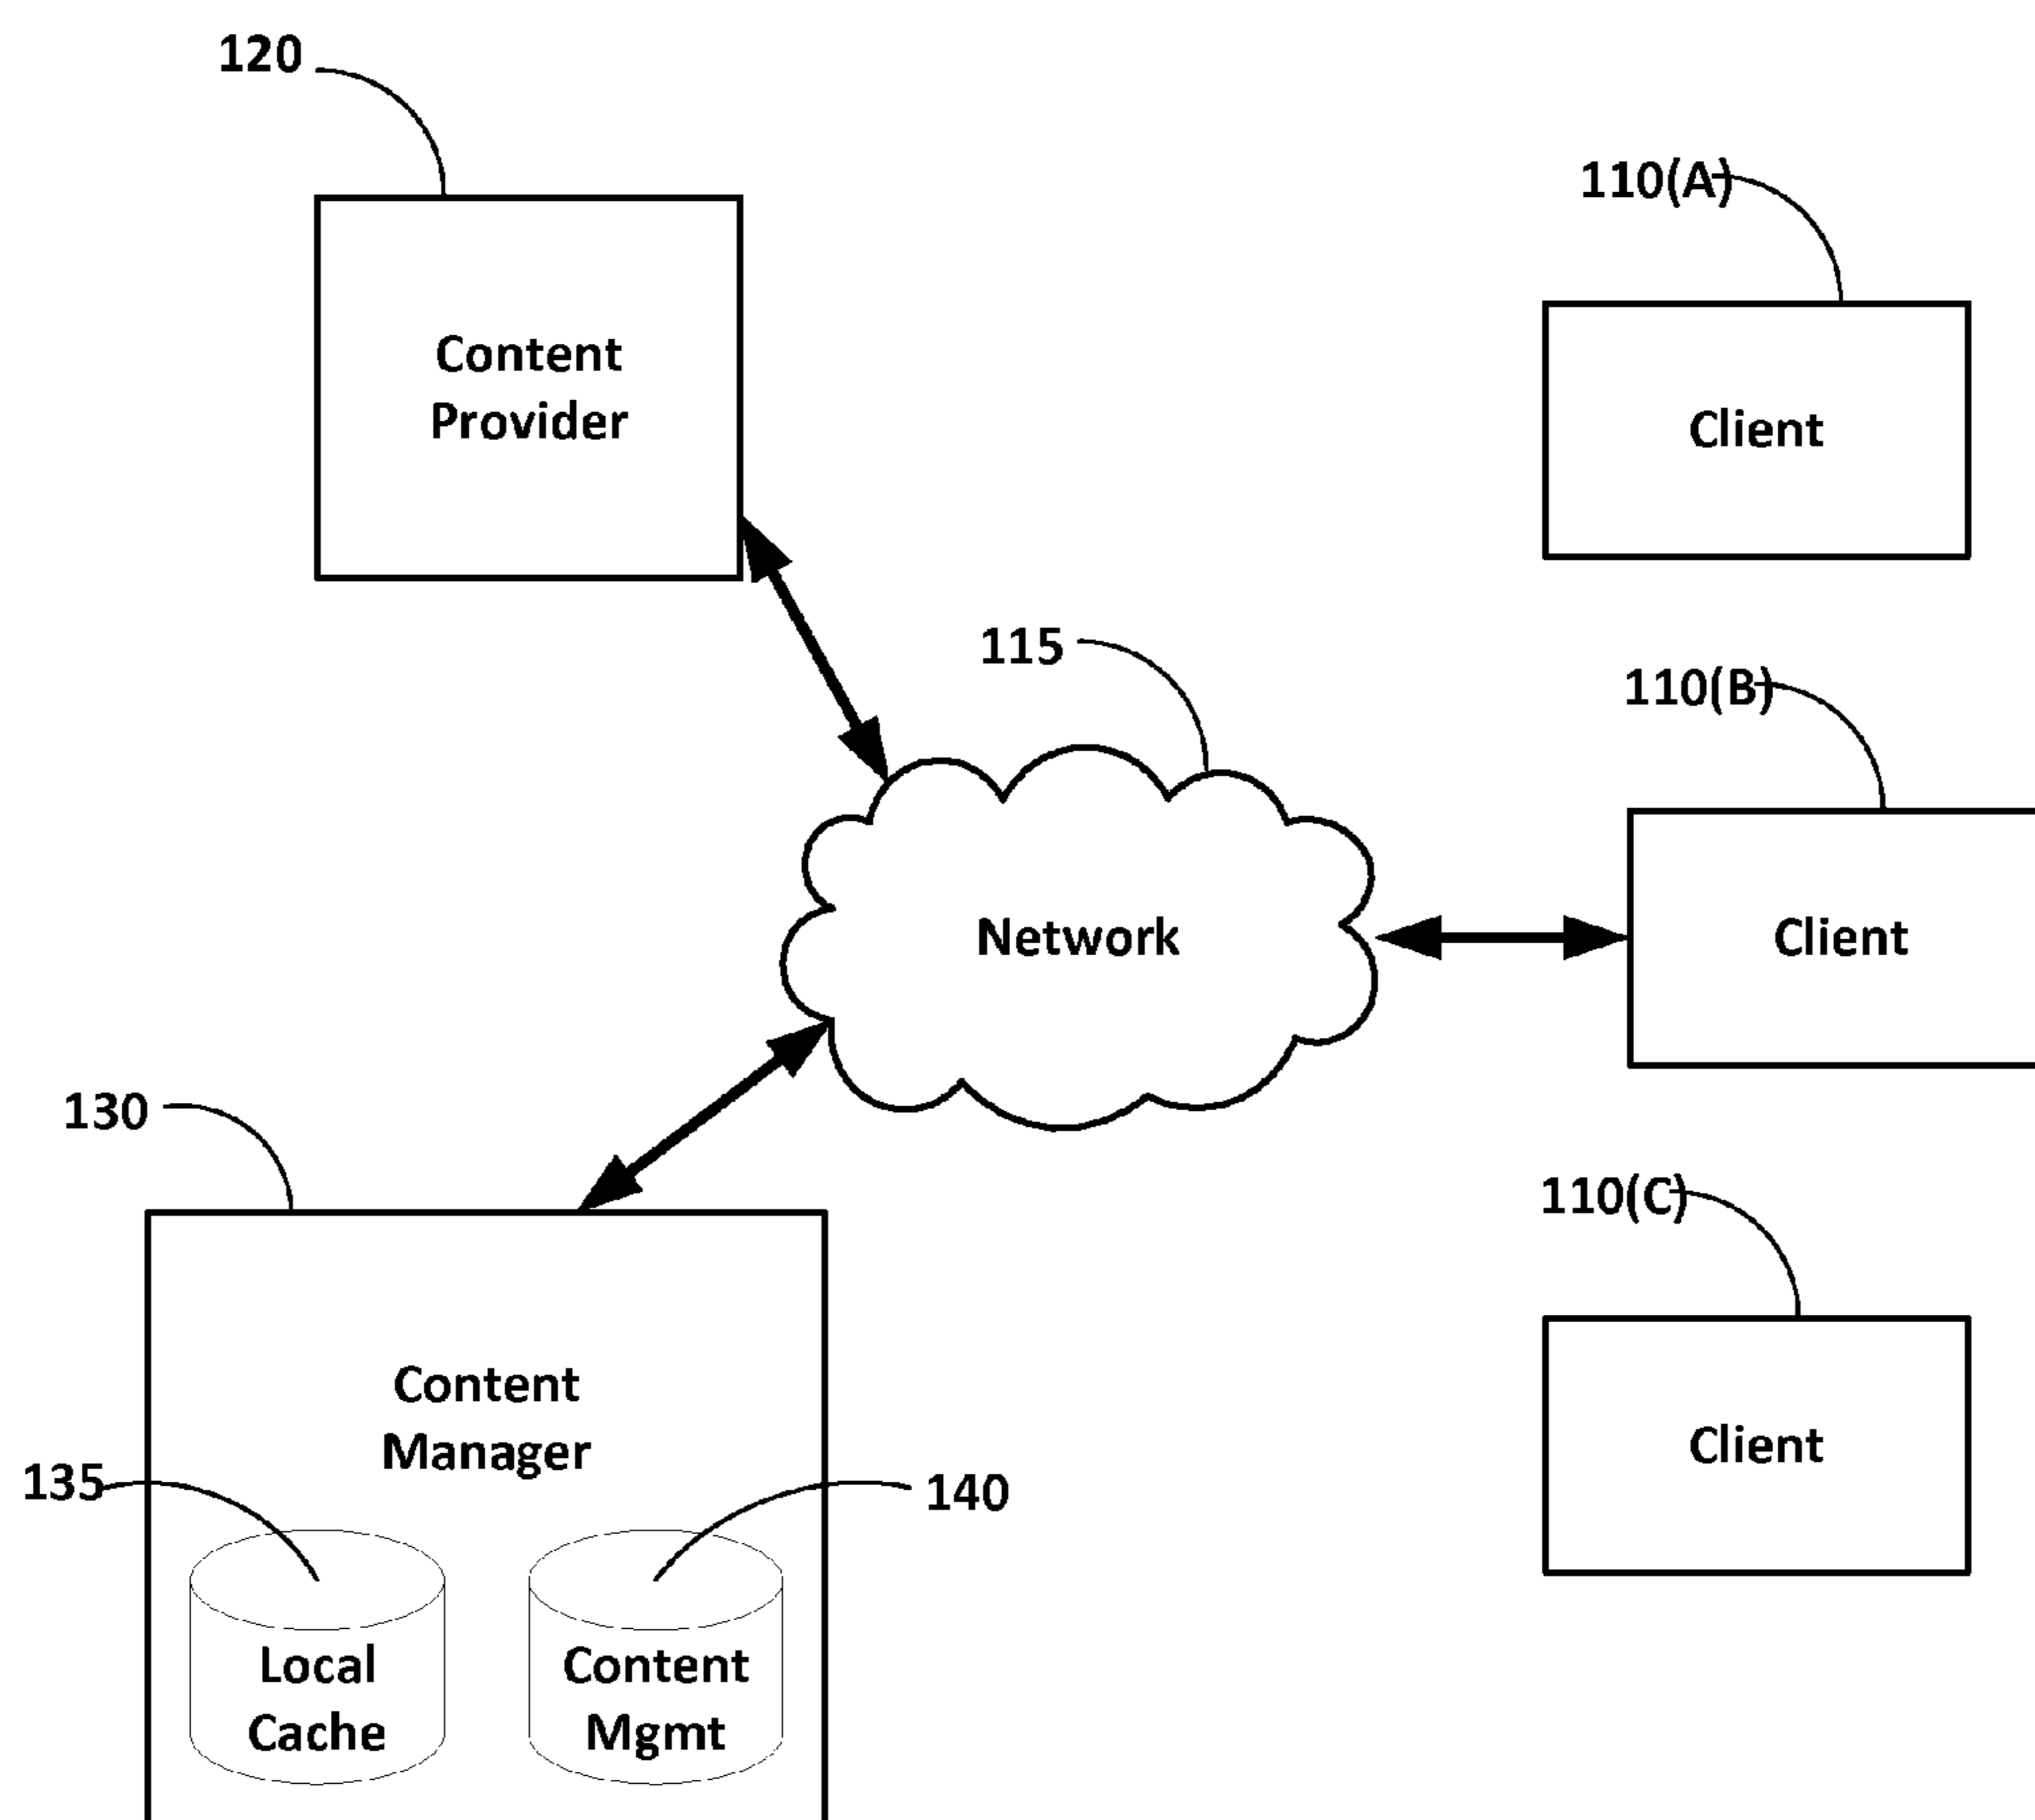 120
110(A)
Content
Provider
Client
115
110(B)
Network
Client
130
110(C)
Content
Manager
Client
135
140
Local
Cache
Content
Mgmt